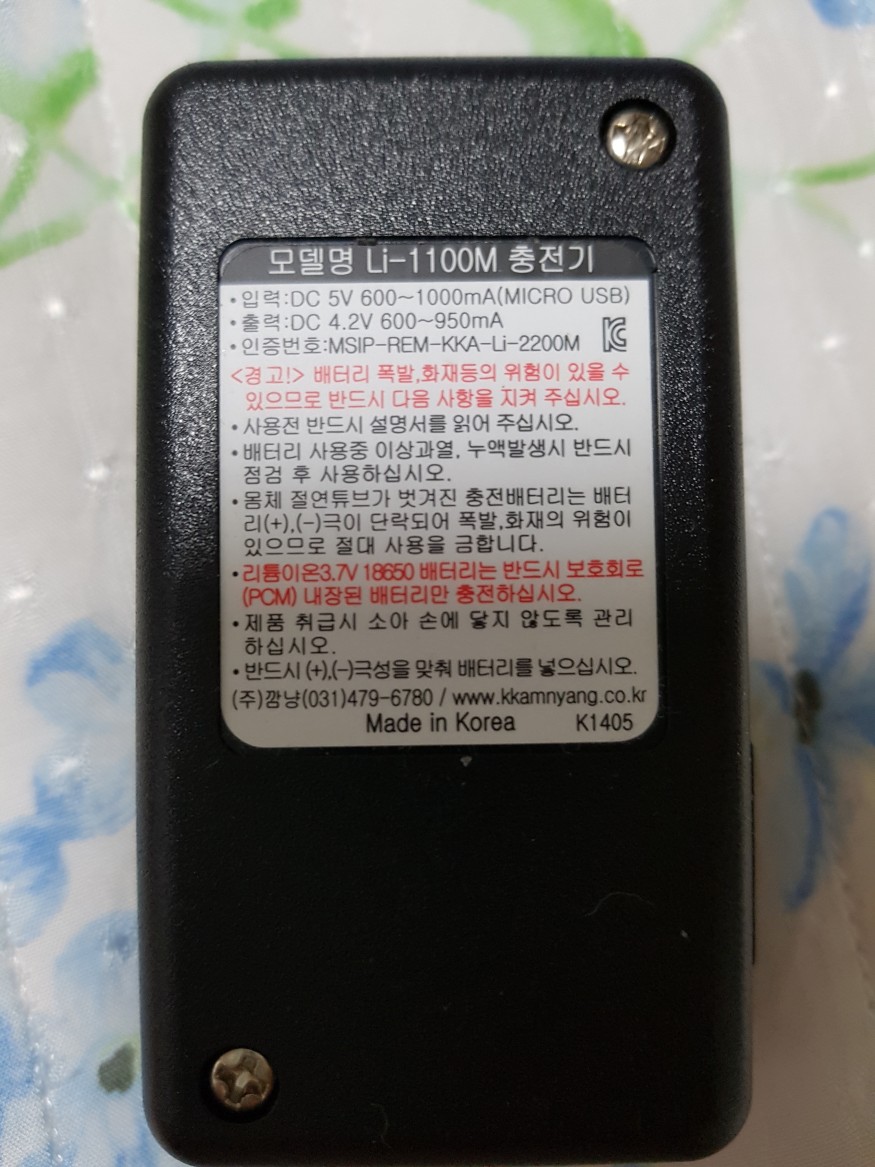 모델명 Li-1100M 충전기
•입력:DC 5V 600~1000mA(MICRO USB)
•출력:DC 4.2V 600~950mA
•인증번호:MSIP-REM-KKA-Li-2200M
<경고!> 배터리 폭발,화재등의 위험이 있을 수
있으므로 반드시 다음 사항을 지켜 주십시오.
•사용전 반드시 설명서를 읽어 주십시오.
•배터리 사용중 이상과열, 누액발생시 반드시
점검 후 사용하십시오.
•몸체 절연튜브가 벗겨진 충전배터리는 배터
리(+),(-)극이 단락되어 폭발,화재의 위험이
있으므로 절대 사용을 금합니다.
•리튬이온3.7V 18650 배터리는 반드시 보호회로
(PCM) 내장된 배터리만 충전하십시오.
•제품 취급시 소아 손에 닿지 않도록 관리
하십시오.
•반드시 (+),(-)극성을 맞춰 배터리를 넣으십시오.
(주)깜냥(031)479-6780 / www.kkamnyang.co.kr
Made in Korea K1405